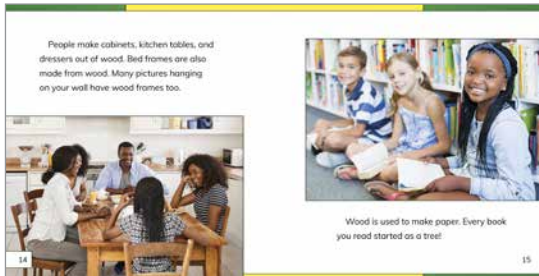 People make cabinets, kitchen tables, and
dressers out of wood. Bed frames are also
made from wood. Many pictures hanging
on your wall have wood frames too.
14
Wood is used to make paper. Every book
you read started as a tree!
15